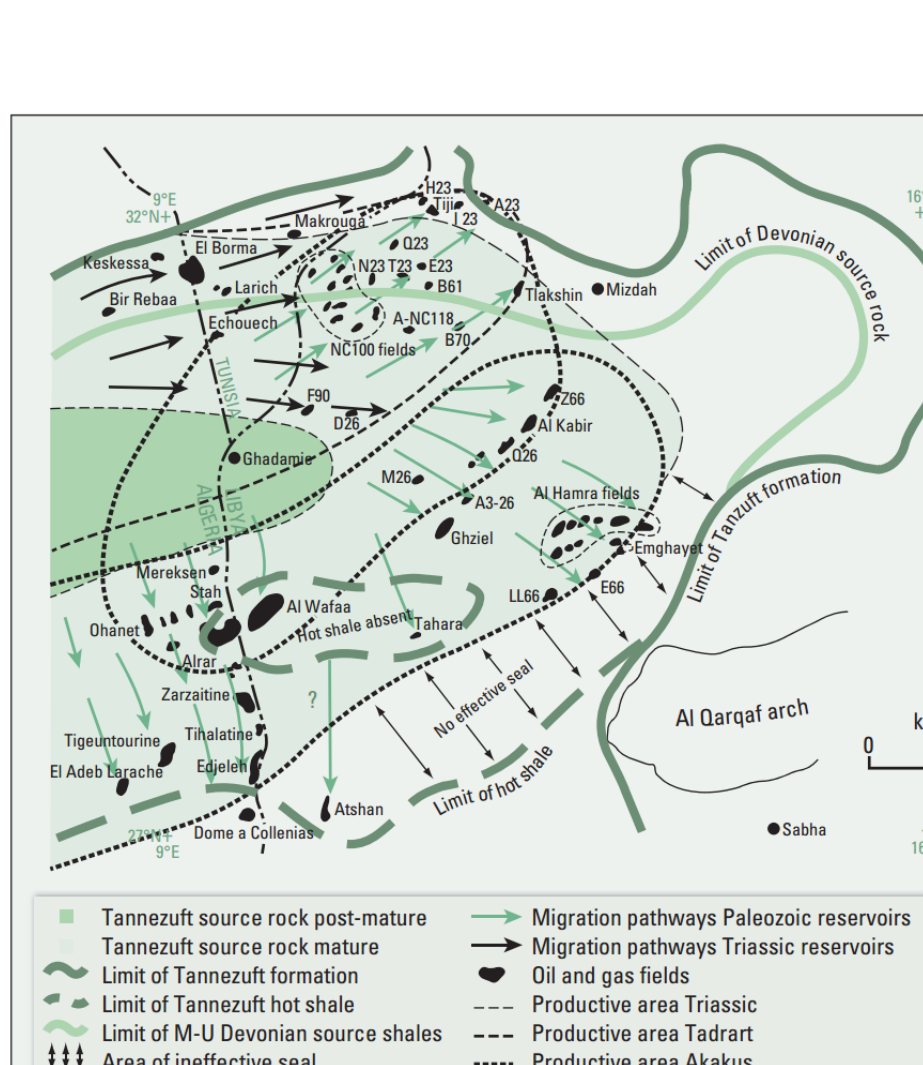 9°E
32°N+
16°
+
H23
Tiji
J 23
A23
Makrouga
El Borma
Keskessa
Q23
N23
T23
E23
B61
Larich
Bir Rebaa
Tlakshin
Mizdah
Limit of Devonian source rock
Echouech
A-NC118
B70
NC100 fields
TUNISIA
F90
D26
Z66
Al Kabir
Ghadamis
Q26
M26
A3-26
Al Hamra fields
Limit of Tanzuft formation
ALGERIA
LIBYA
Ghziel
Emghayet
Mereksen
Stah
E66
LL66
Al Wafaa
Hot shale absent
Tahara
Ohanet
Alrar
Zarzaitine
?
No effective seal
Al Qarqaf arch
Tihalatine
Tigeuntourine
El Adeb Larache
Edjeleh
Limit of hot shale
k
0
Atshan
Dome a Collenias
Sabha
27°N+
9°E
16
Tannezuft source rock post-mature
Tannezuft source rock mature
Limit of Tannezuft formation
Limit of Tannezuft hot shale
Limit of M-U Devonian source shales
Area of ineffective seal
Migration pathways Paleozoic reservoirs
Migration pathways Triassic reservoirs
Oil and gas fields
Productive area Triassic
Productive area Tadrart
Productive area Akakus